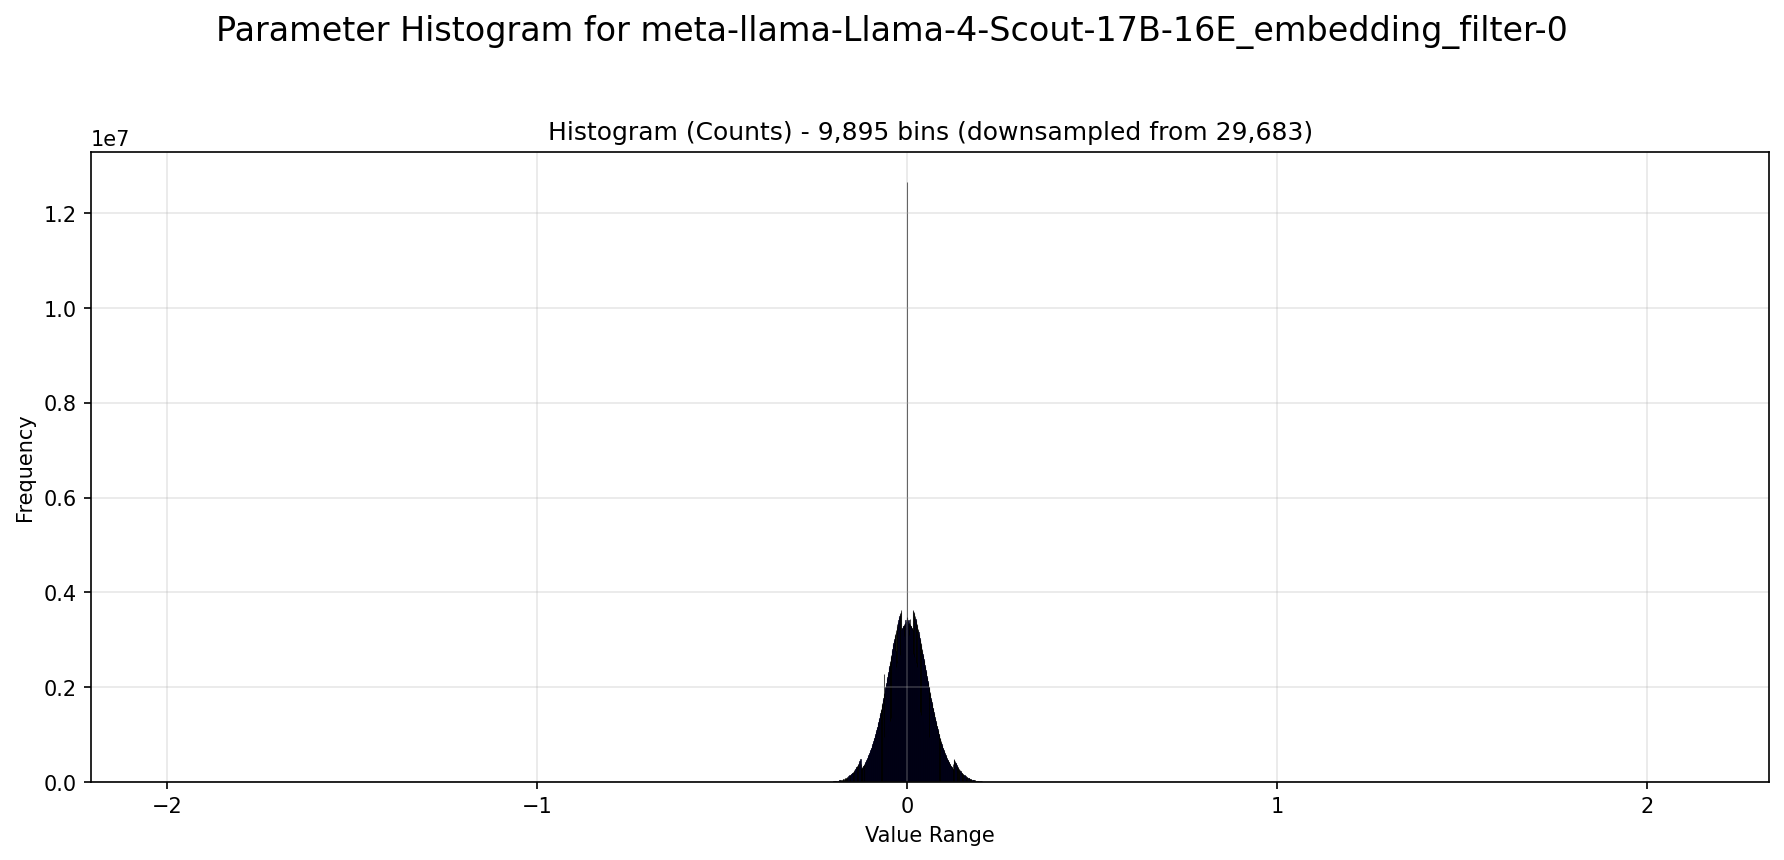 Parameter Histogram for meta-llama-Llama-4-Scout-17B-16E_embedding_filter-0
Histogram (Counts) - 9,895 bins (downsampled from 29,683)
1e7
1.2
1.0
0.8
0.6
0.4
0.2
0.0
Frequency
−2
−1
0
1
2
Value Range